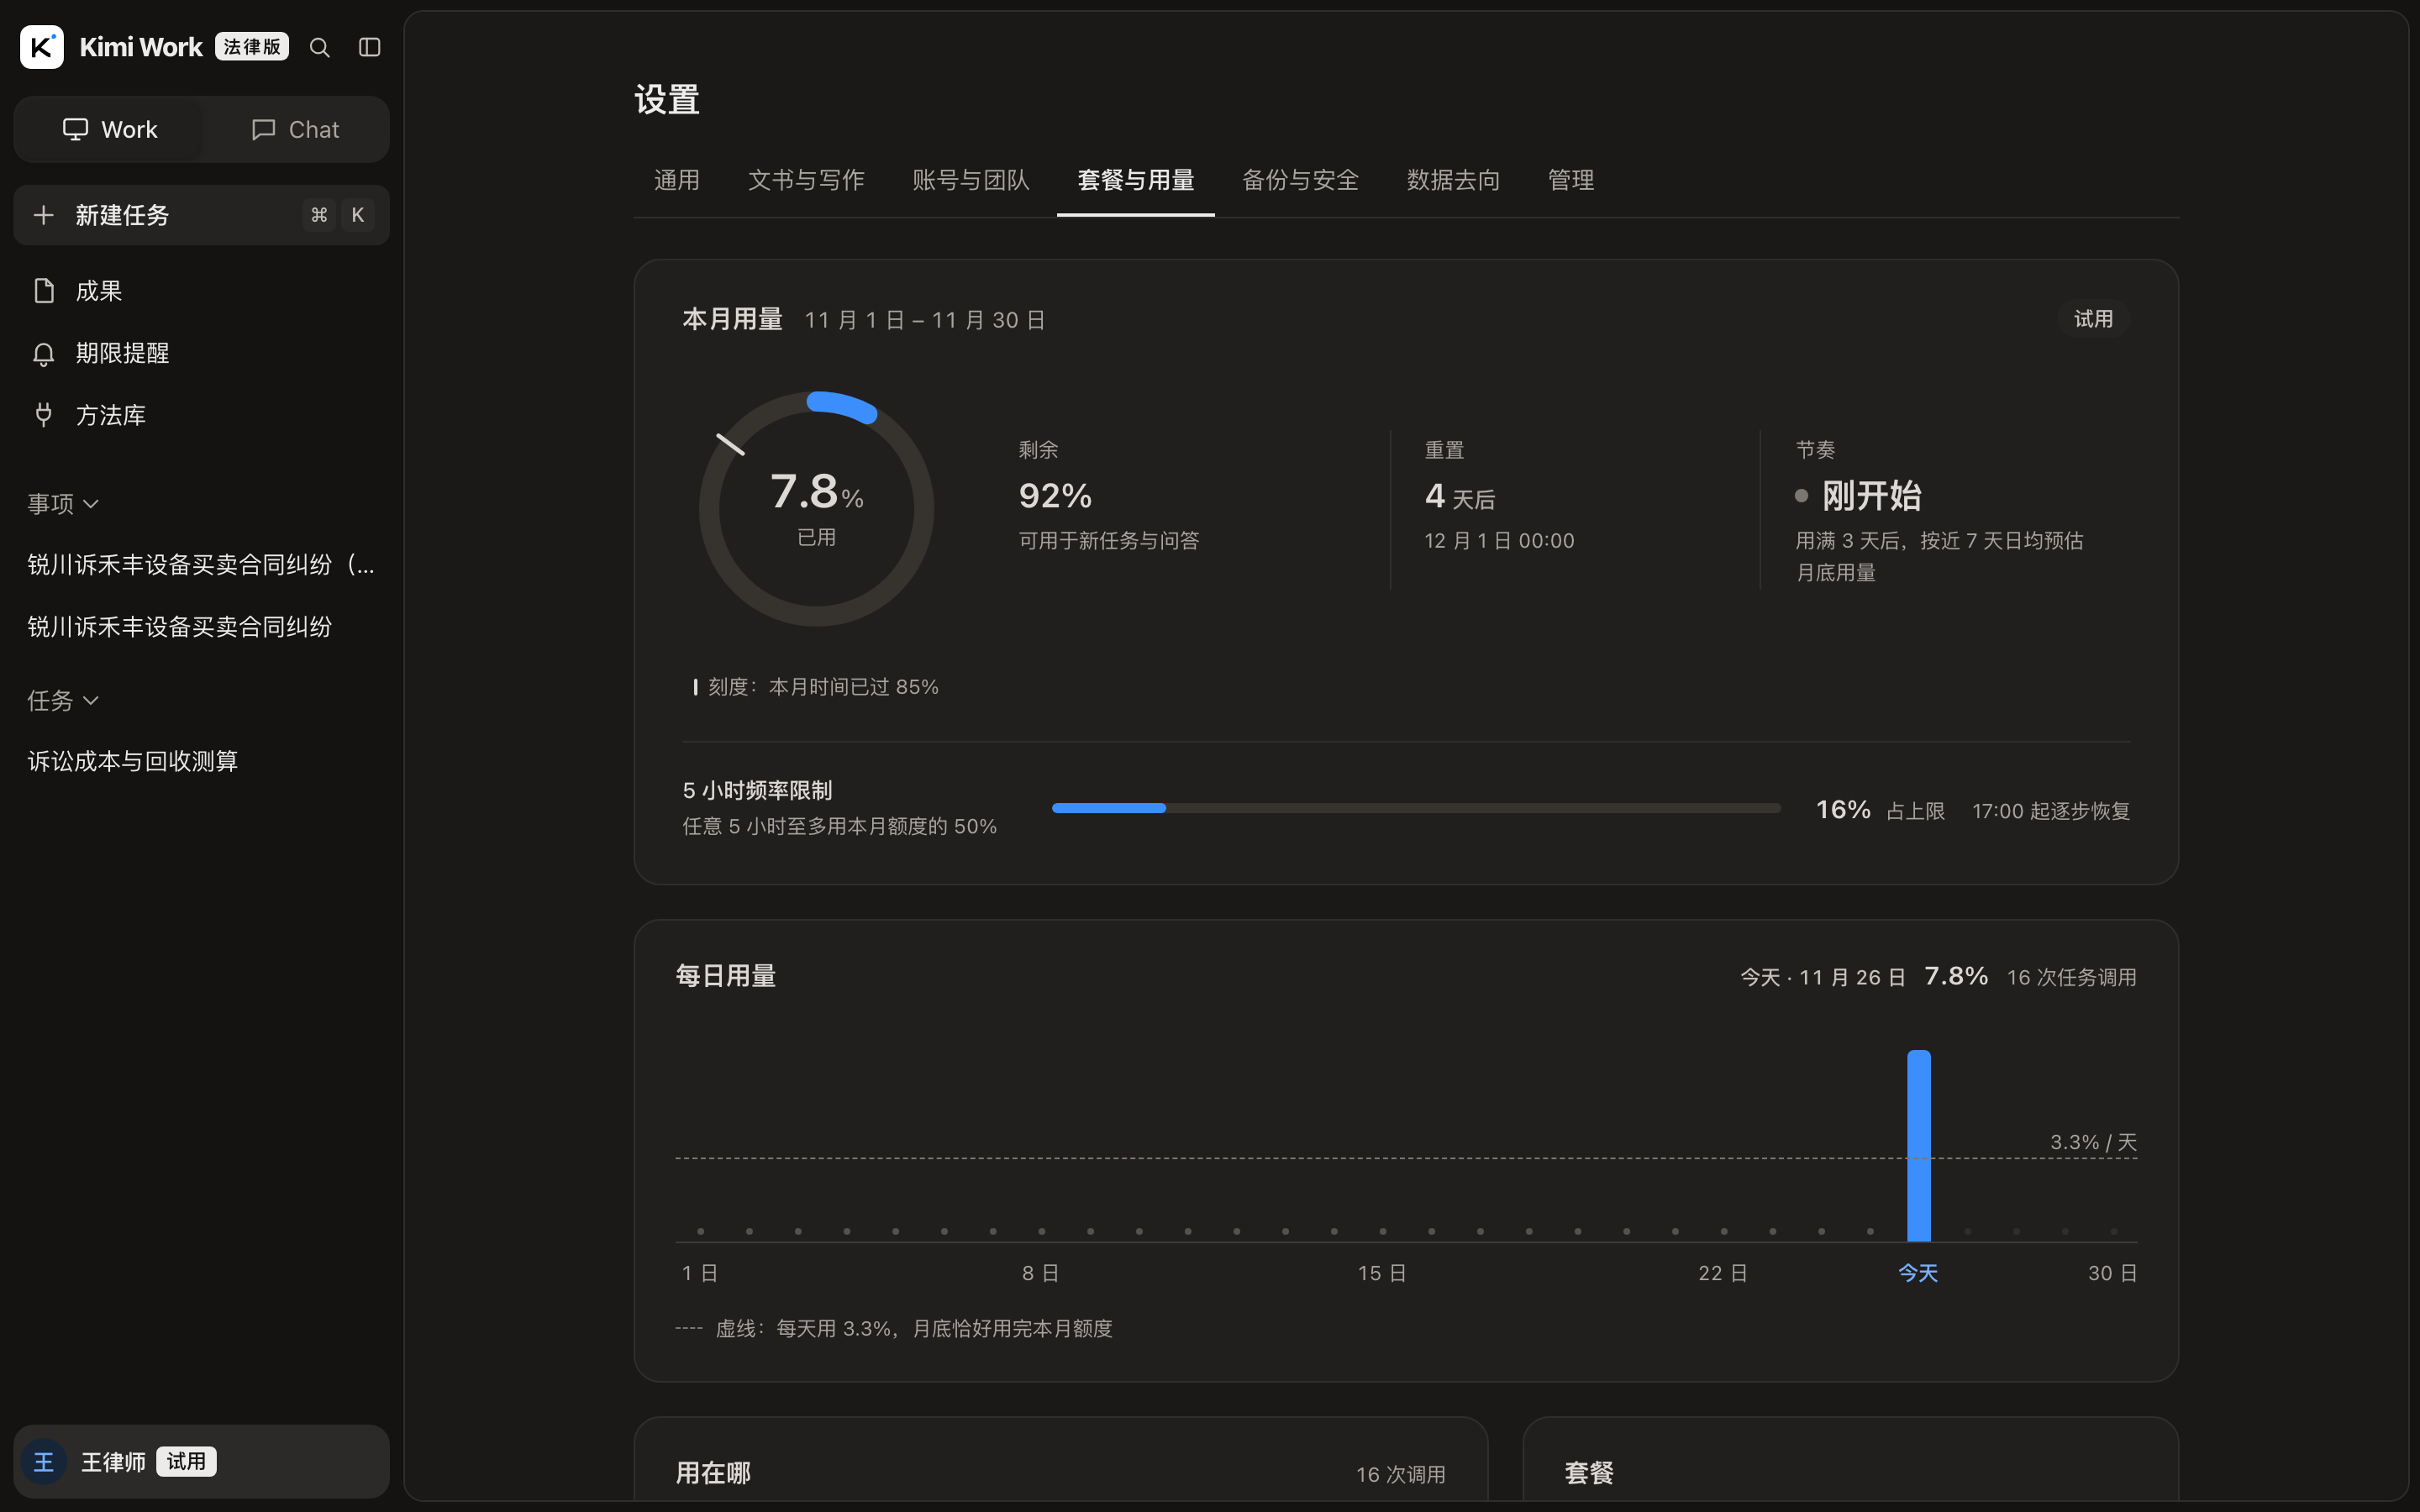 Kimi Work 法律版
Work
Chat
新建任务 ⌘ K
成果
期限提醒
方法库
事项
锐川诉禾丰设备买卖合同纠纷（...
锐川诉禾丰设备买卖合同纠纷
任务
诉讼成本与回收测算
王 王律师 试用
设置
通用 文书与写作 账号与团队 套餐与用量 备份与安全 数据去向 管理
本月用量 11 月 1 日 – 11 月 30 日 试用
7.8%
已用
剩余
92%
可用于新任务与问答
重置
4 天后
12 月 1 日 00:00
节奏
刚开始
用满 3 天后，按近 7 天日均预估
月底用量
刻度：本月时间已过 85%
5 小时频率限制
任意 5 小时至多用本月额度的 50%
16% 占上限 17:00 起逐步恢复
每日用量 今天 · 11 月 26 日 7.8% 16 次任务调用
3.3% / 天
1 日 8 日 15 日 22 日 今天 30 日
虚线：每天用 3.3%，月底恰好用完本月额度
用在哪 16 次调用
套餐